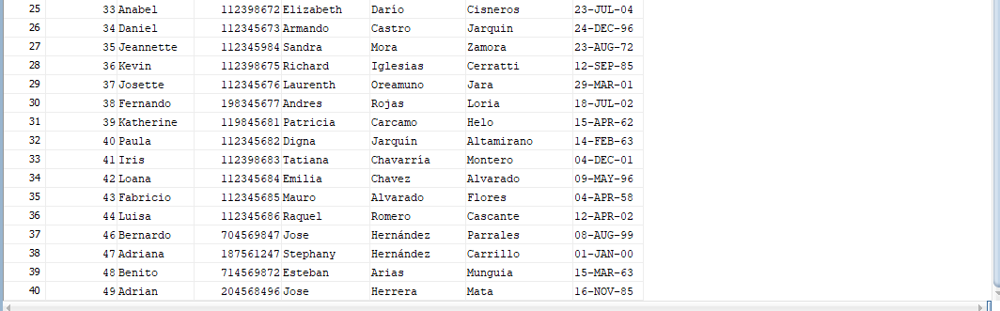 25 33 Anabel 112398672 Elizabeth Darío Cisneros 23-JUL-04
26 34 Daniel 112345673 Armando Castro Jarquin 24-DEC-96
27 35 Jeannette 112345984 Sandra Mora Zamora 23-AUG-72
28 36 Kevin 112398675 Richard Iglesias Cerratti 12-SEP-85
29 37 Josette 112345676 Laurenth Oreamuno Jara 29-MAR-01
30 38 Fernando 198345677 Andres Rojas Loria 18-JUL-02
31 39 Katherine 119845681 Patricia Carcamo Helo 15-APR-62
32 40 Paula 112345682 Digna Jarquín Altamirano 14-FEB-63
33 41 Iris 112398683 Tatiana Chavarría Montero 04-DEC-01
34 42 Loana 112345684 Emilia Chavez Alvarado 09-MAY-96
35 43 Fabricio 112345685 Mauro Alvarado Flores 04-APR-58
36 44 Luisa 112345686 Raquel Romero Cascante 12-APR-02
37 46 Bernardo 704569847 Jose Hernández Parrales 08-AUG-99
38 47 Adriana 187561247 Stephany Hernández Carrillo 01-JAN-00
39 48 Benito 714569872 Esteban Arias Munguia 15-MAR-63
40 49 Adrian 204568496 Jose Herrera Mata 16-NOV-85